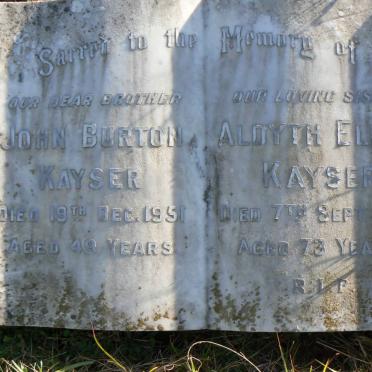 Sacred to the Memory of
OUR DEAR BROTHER
JOHN BURTON
KAYSER
DIED 19TH DEC. 1951
AGED 49 YEARS.
OUR LOVING SIS
ALDYTH EL
KAYSER
DIED 7TH SEPT
AGED 73 YEA
R.I.P